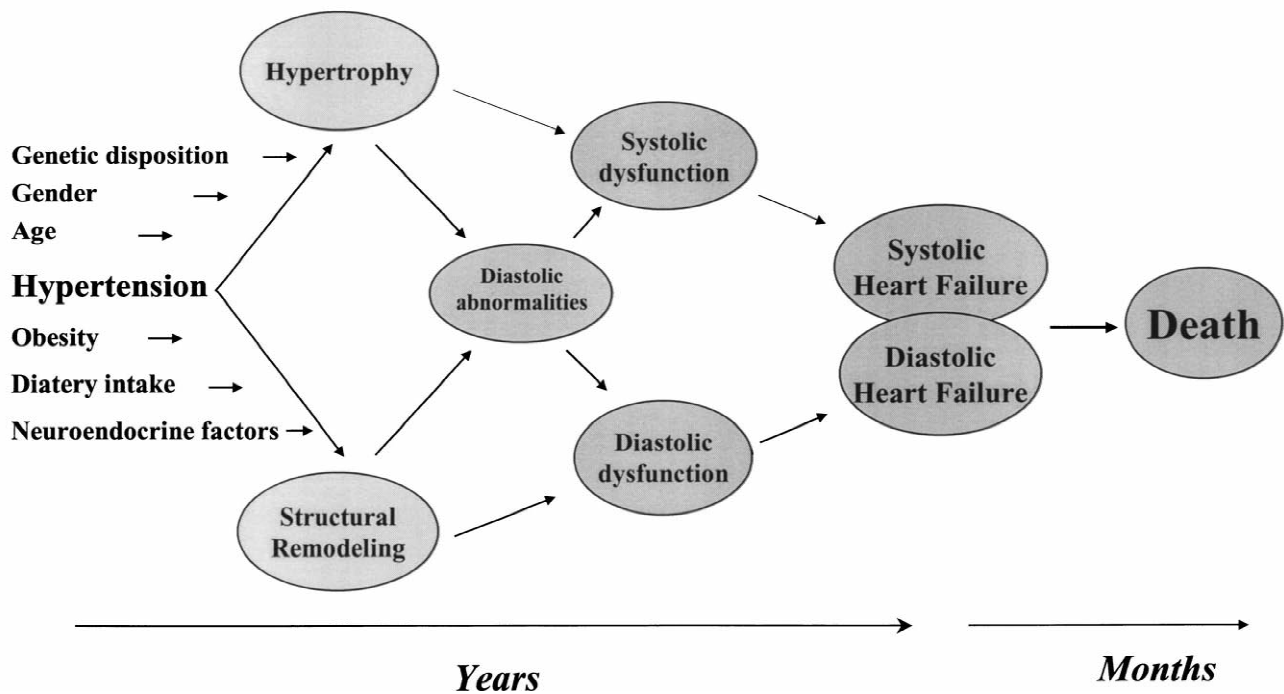 Hypertrophy
Genetic disposition
Gender
Age
Hypertension
Obesity
Diatery intake
Neuroendocrine factors
Structural
Remodeling
Diastolic
abnormalities
Systolic
dysfunction
Diastolic
dysfunction
Systolic
Heart Failure
Diastolic
Heart Failure
Death
Years
Months